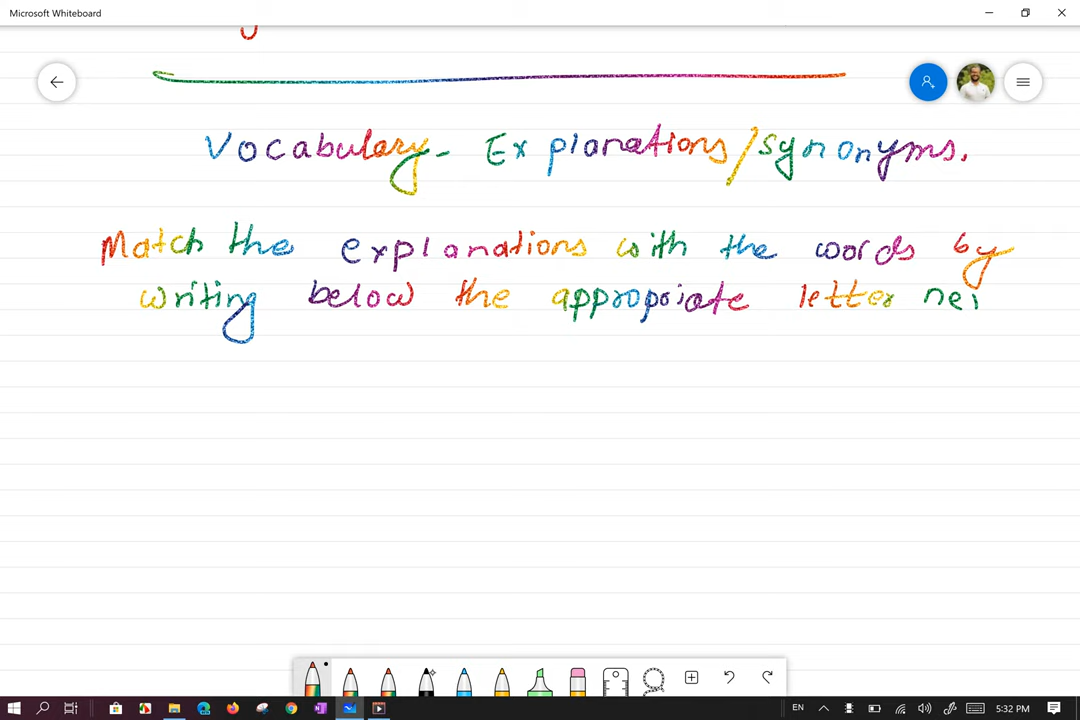 Microsoft Whiteboard
Vocabulary - Explanations/synonyms.
Match the explanations with the words by
writing below the appropriate letter
EN
5:32 PM